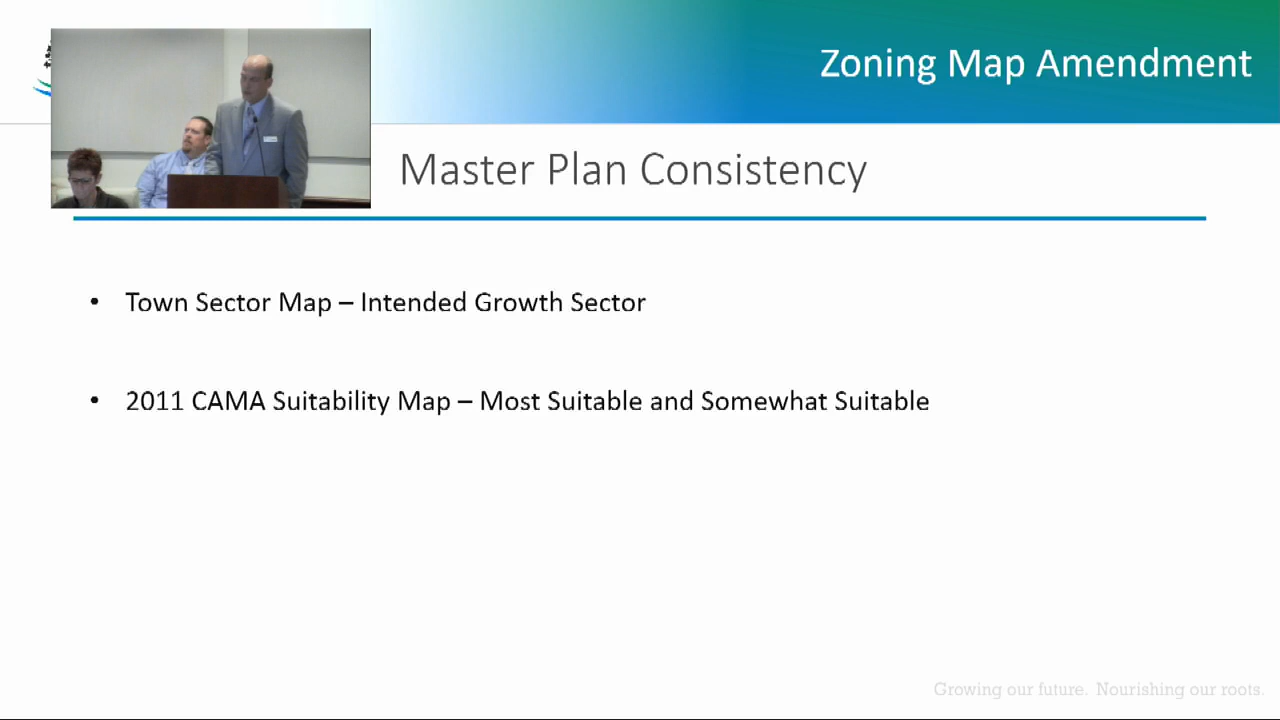 Zoning Map Amendment
Master Plan Consistency
• Town Sector Map – Intended Growth Sector
• 2011 CAMA Suitability Map – Most Suitable and Somewhat Suitable
Growing our future. Nourishing our roots.